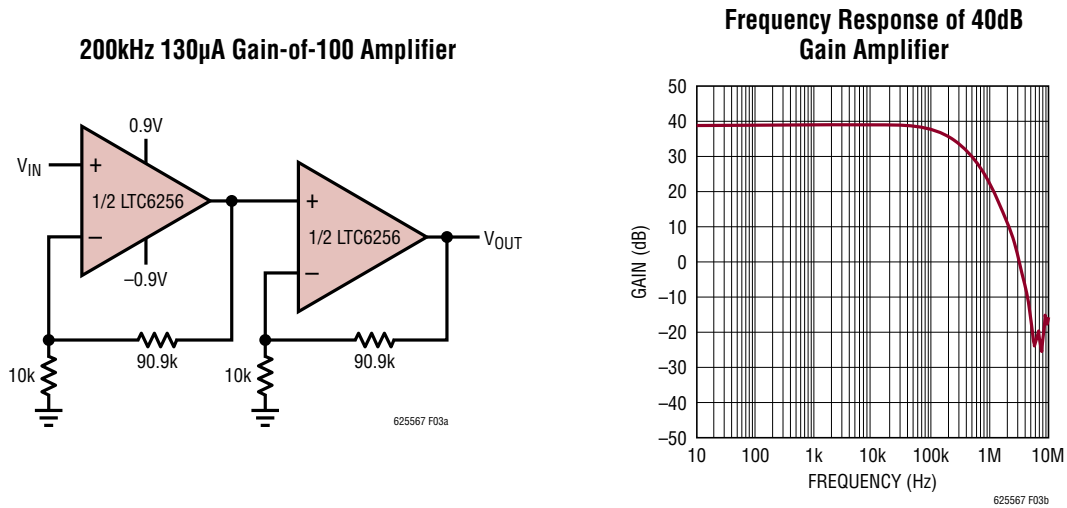 200kHz 130µA Gain-of-100 Amplifier
0.9V
V_IN
+
1/2 LTC6256
–
–0.9V
+
1/2 LTC6256
–
V_OUT
90.9k
10k
90.9k
10k
625567 F03a
Frequency Response of 40dB
Gain Amplifier
50
40
30
20
10
0
–10
–20
–30
–40
–50
GAIN (dB)
10 100 1k 10k 100k 1M 10M
FREQUENCY (Hz)
625567 F03b